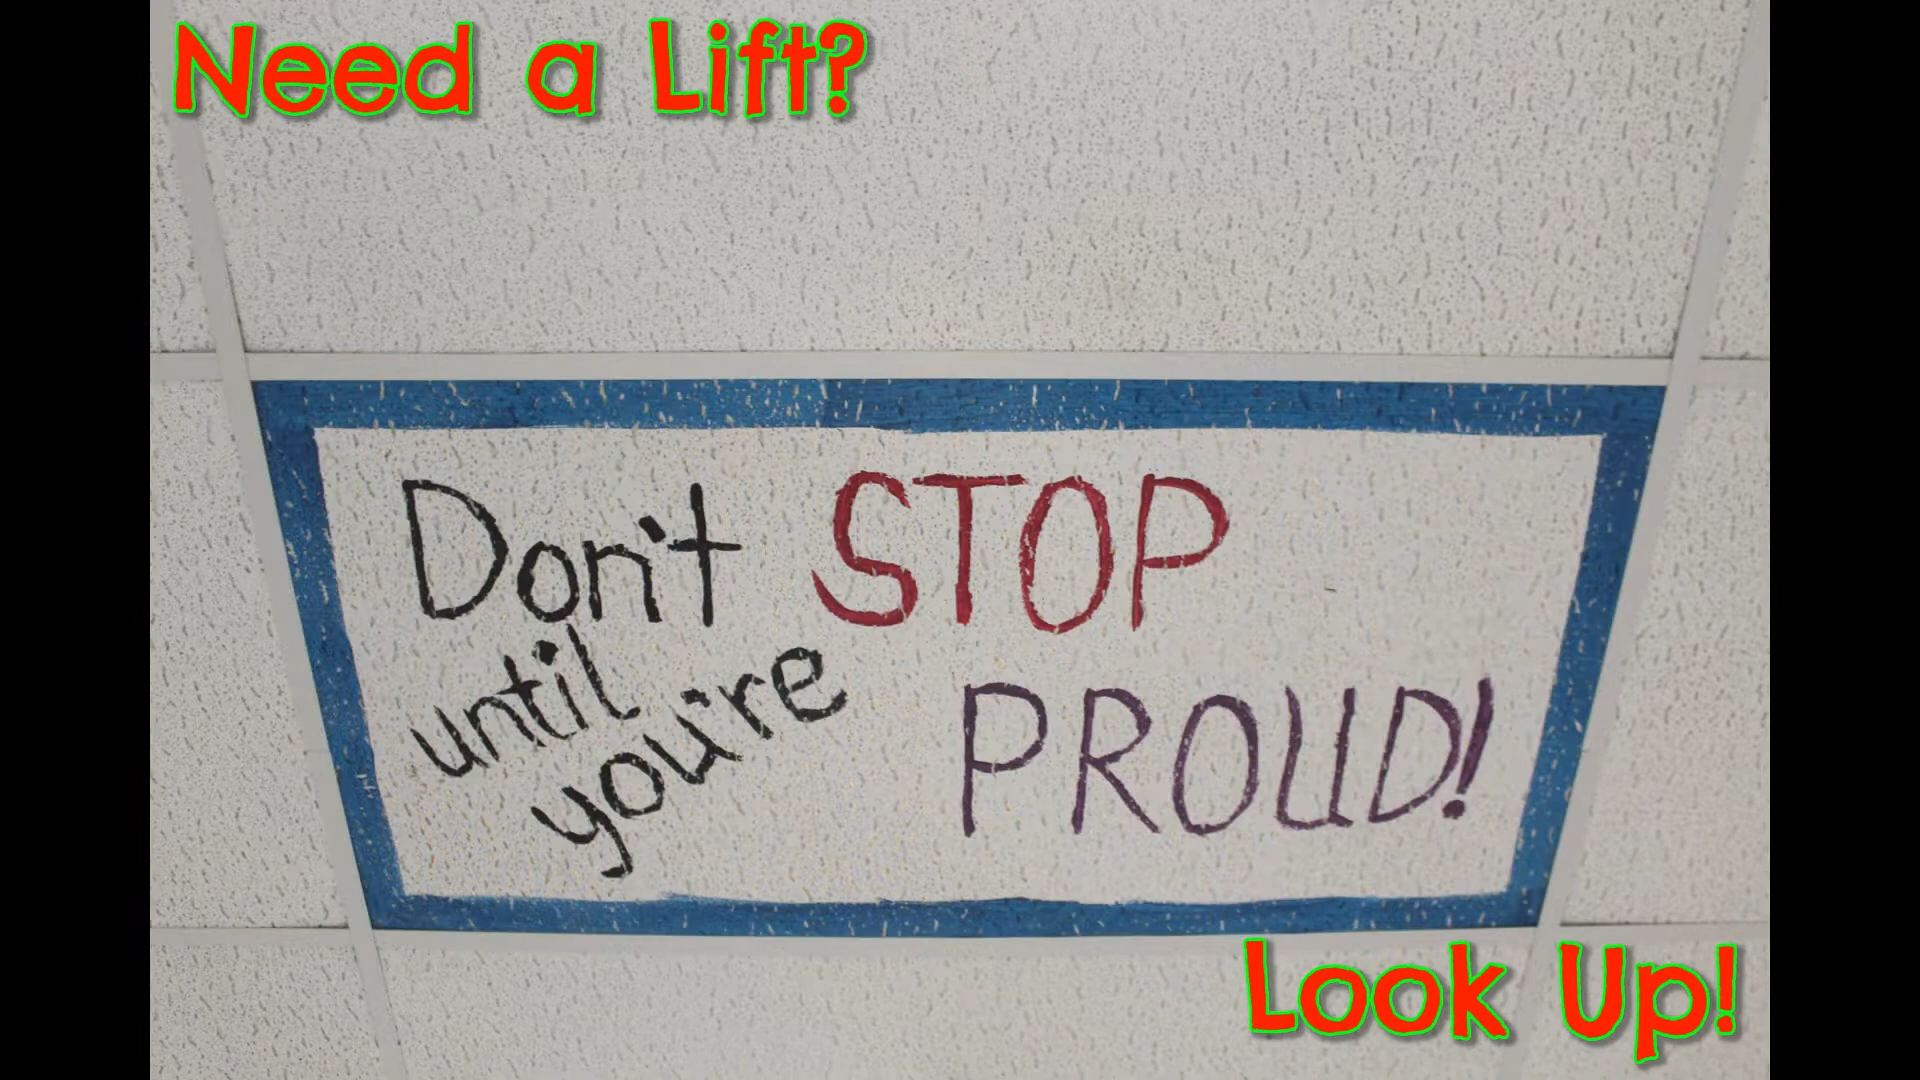 Need a Lift?
Don't STOP
until
you're PROUD!
Look Up!